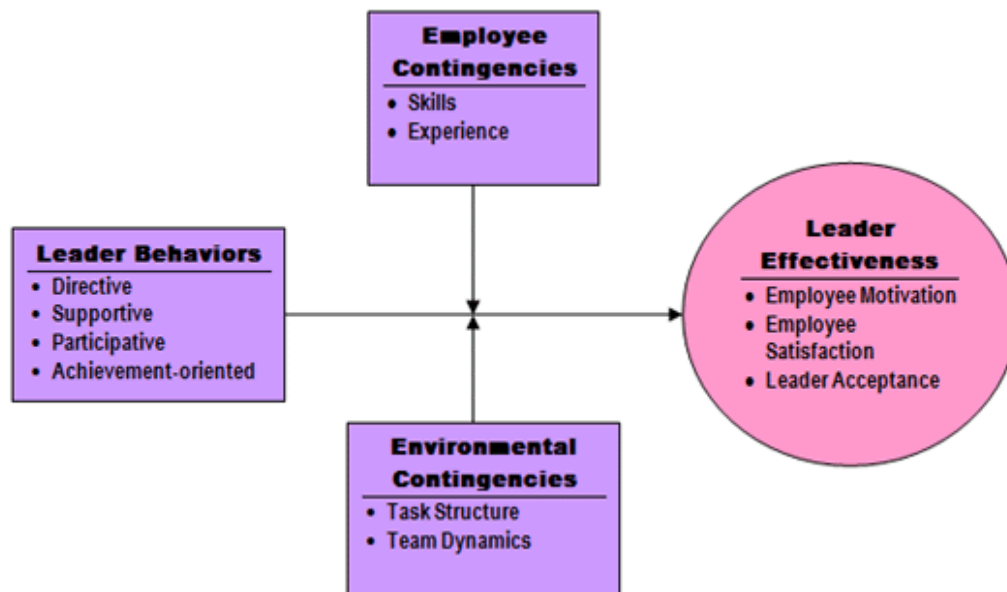 Employee
Contingencies
• Skills
• Experience
Leader Behaviors
• Directive
• Supportive
• Participative
• Achievement-oriented
Leader
Effectiveness
• Employee Motivation
• Employee
Satisfaction
• Leader Acceptance
Environmental
Contingencies
• Task Structure
• Team Dynamics